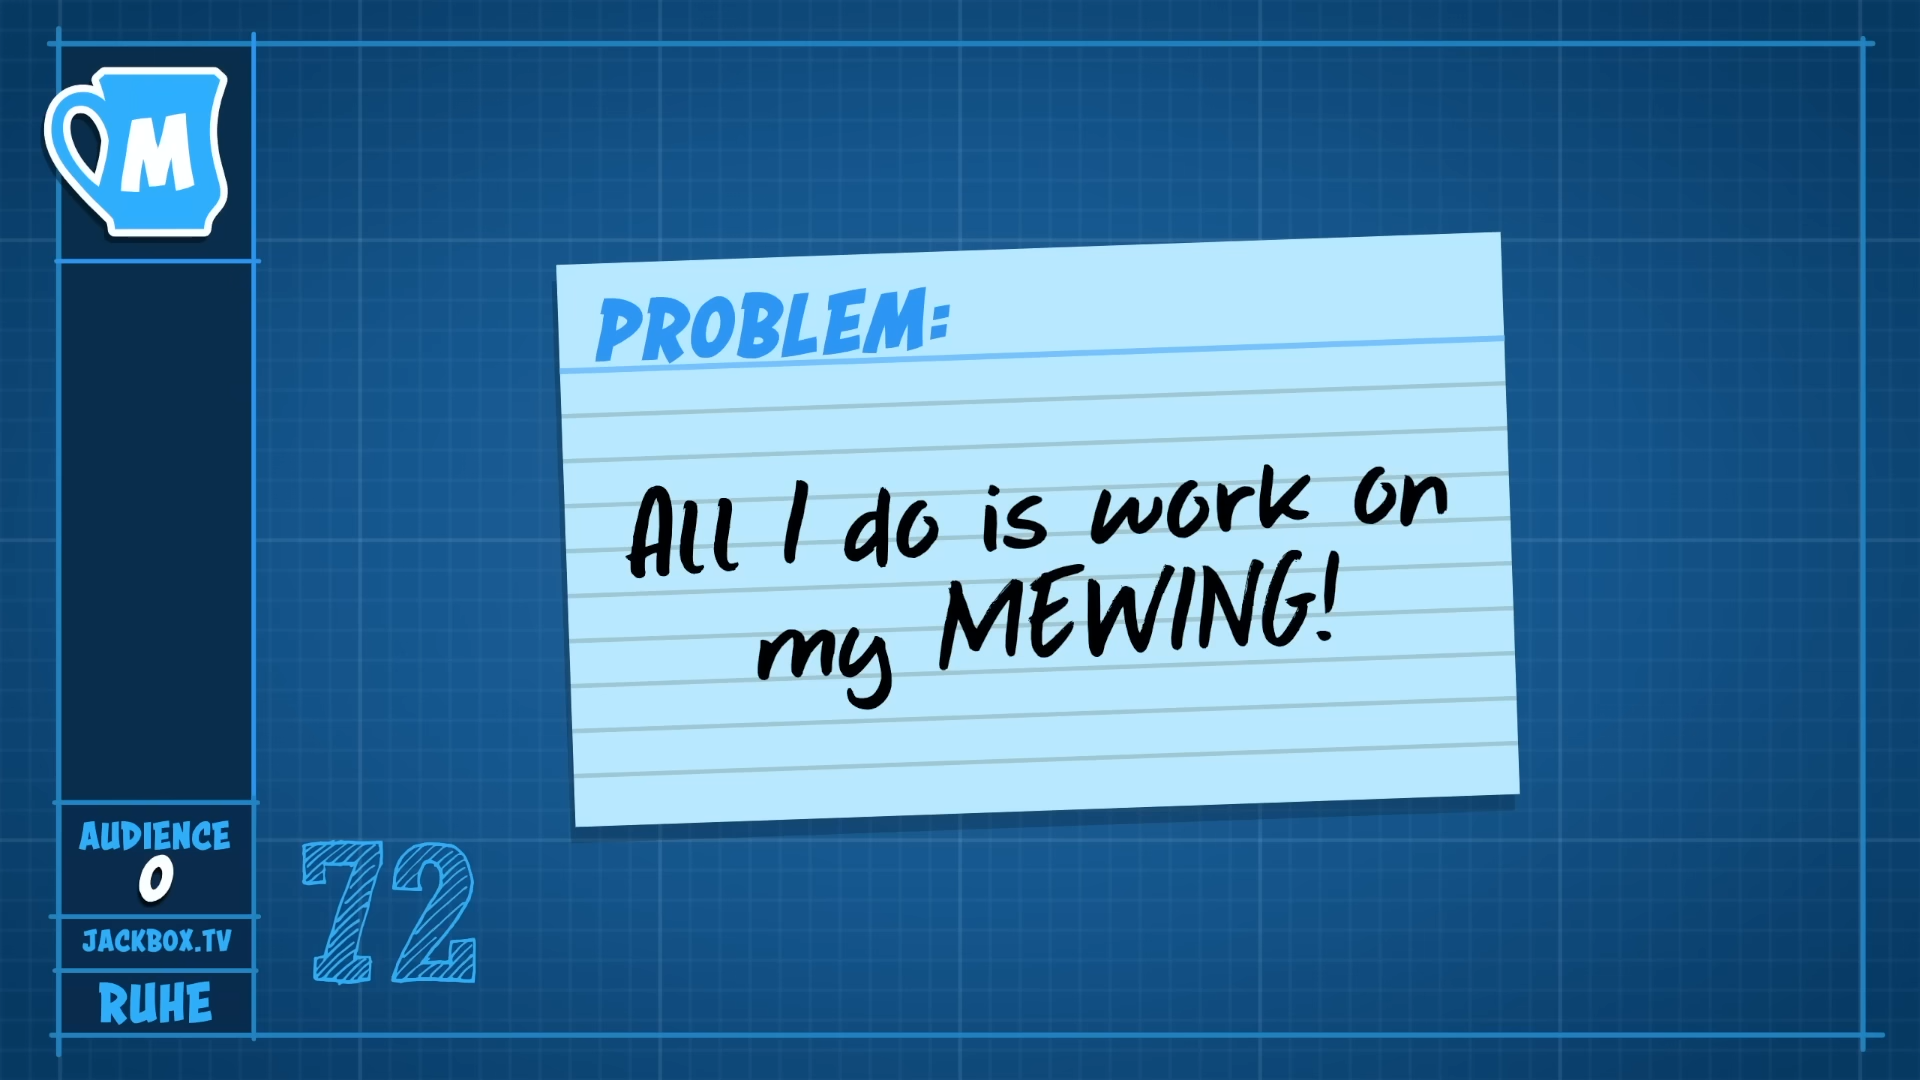 M
PROBLEM:
All I do is work on
my MEWING!
AUDIENCE
0
JACKBOX.TV
RUHE
72